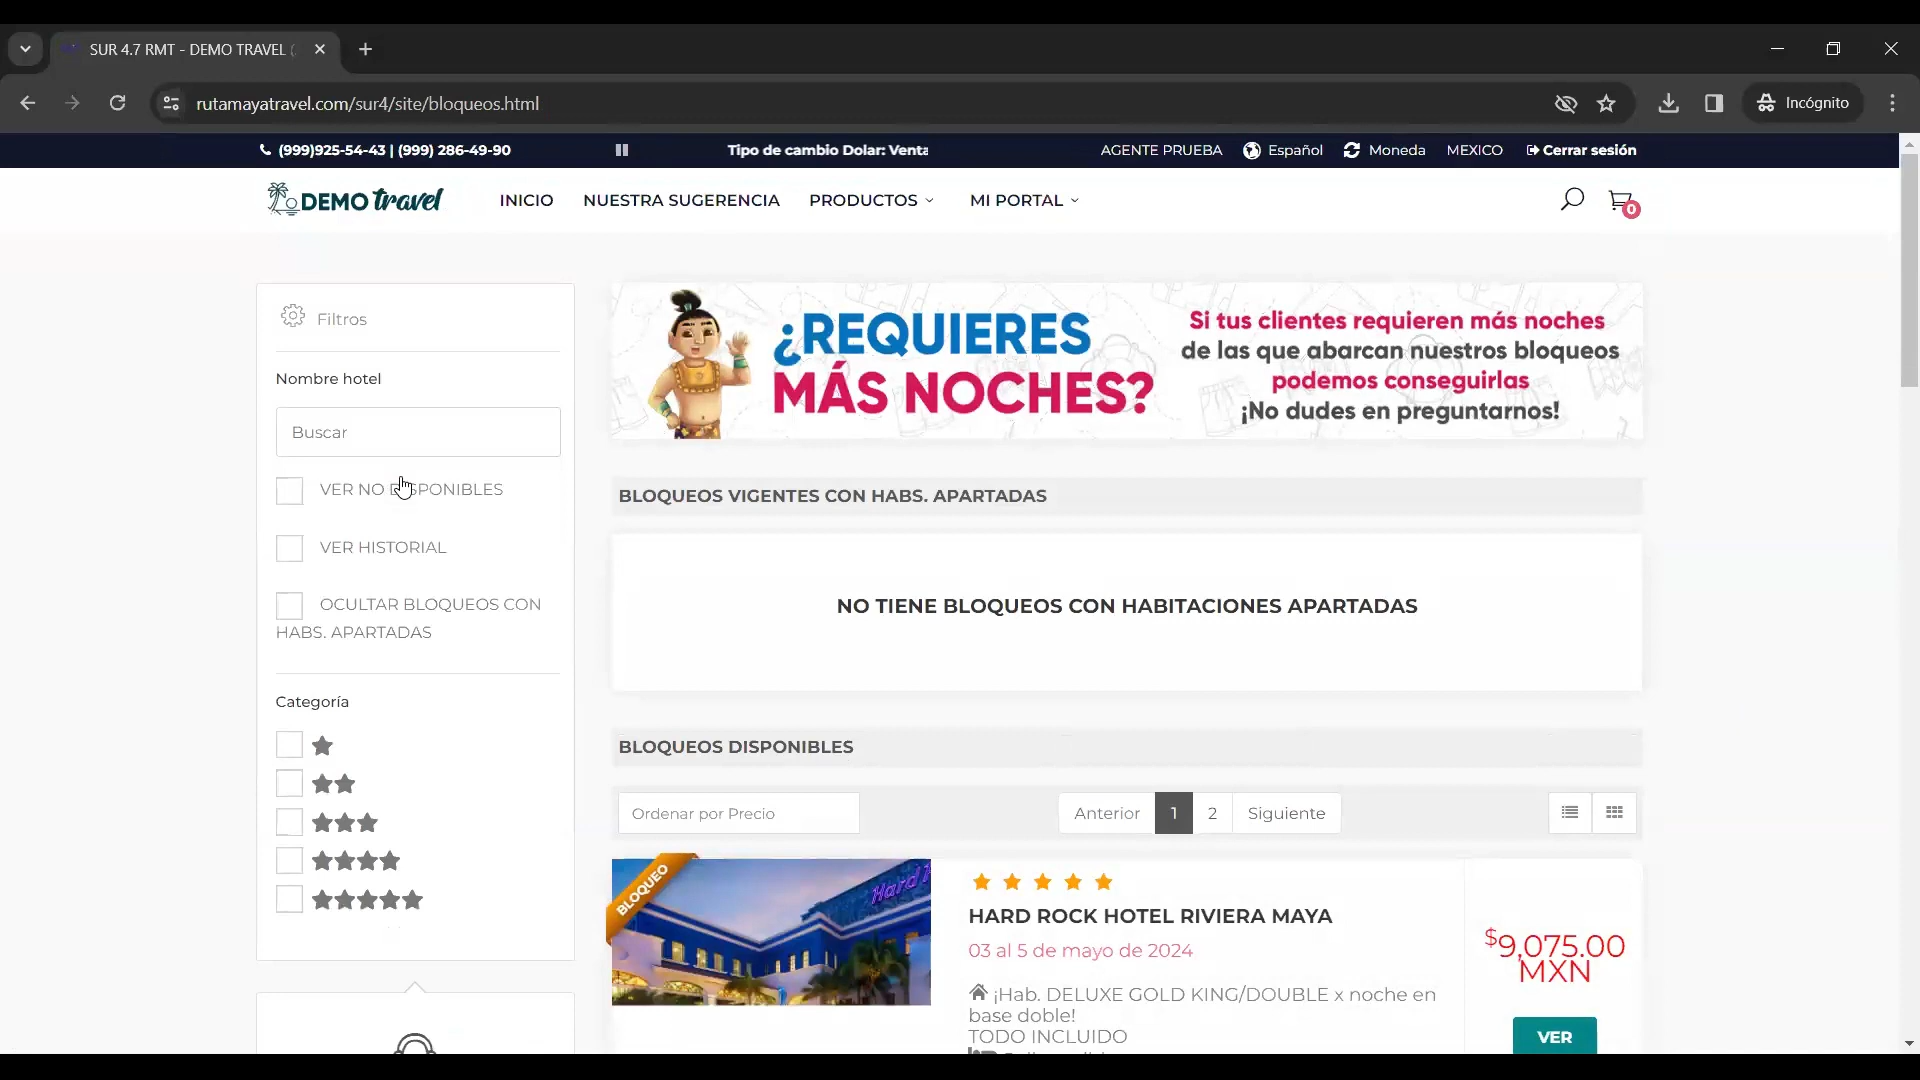 SUR 4.7 RMT - DEMO TRAVEL (
rutamayatravel.com/sur4/site/bloqueos.html
Incógnito
(999)925-54-43 | (999) 286-49-90
Tipo de cambio Dolar: Venta
AGENTE PRUEBA
Español
Moneda
MEXICO
Cerrar sesión
DEMO travel
INICIO
NUESTRA SUGERENCIA
PRODUCTOS
MI PORTAL
0
Filtros
Nombre hotel
Buscar
VER NO DISPONIBLES
VER HISTORIAL
OCULTAR BLOQUEOS CON
HABS. APARTADAS
Categoría
¿REQUIERES
MÁS NOCHES?
Si tus clientes requieren más noches
de las que abarcan nuestros bloqueos
podemos conseguirlas
¡No dudes en preguntarnos!
BLOQUEOS VIGENTES CON HABS. APARTADAS
NO TIENE BLOQUEOS CON HABITACIONES APARTADAS
BLOQUEOS DISPONIBLES
Ordenar por Precio
Anterior
1
2
Siguiente
BLOQUEO
Hard
HARD ROCK HOTEL RIVIERA MAYA
03 al 5 de mayo de 2024
¡Hab. DELUXE GOLD KING/DOUBLE x noche en
base doble!
TODO INCLUIDO
$9,075.00
MXN
VER